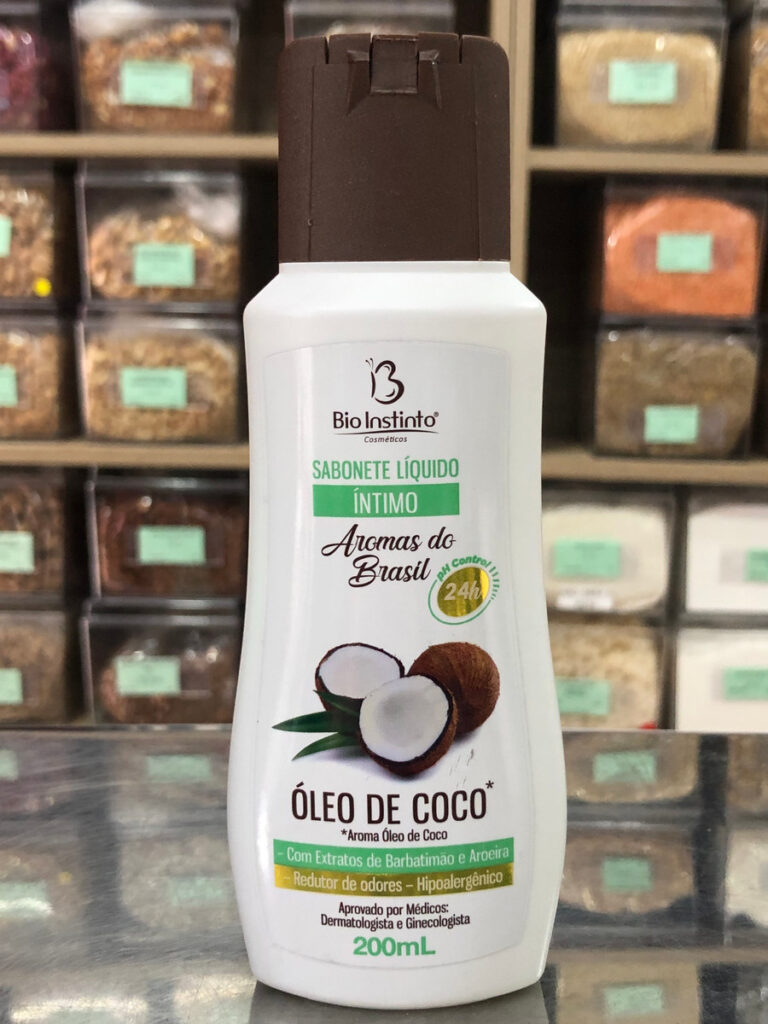 Bio Instinto®
Cosméticos
SABONETE LÍQUIDO
ÍNTIMO
Aromas do
Brasil
pH Control
24h
ÓLEO DE COCO*
*Aroma Óleo de Coco
- Com Extratos de Barbatimão e Aroeira
- Redutor de odores – Hipoalergênico
Aprovado por Médicos:
Dermatologista e Ginecologista
200mL